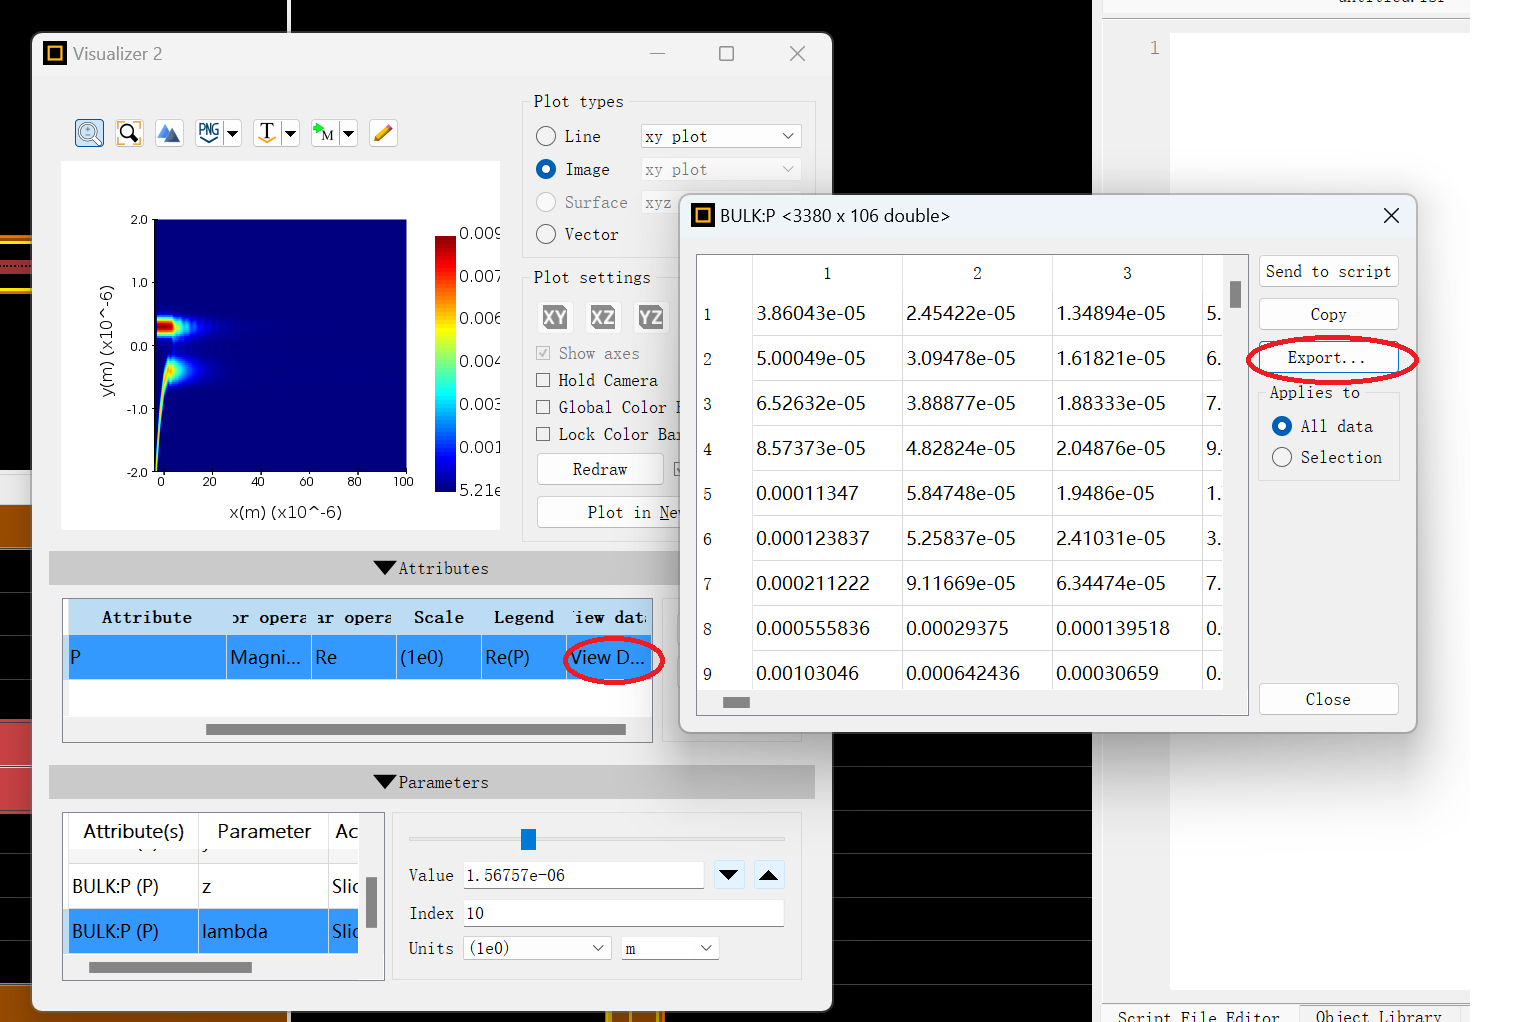 Visualizer 2
Plot types
Line
xy plot
Image
xy plot
Surface
xyz
Vector
Plot settings
XY
XZ
YZ
Show axes
Hold Camera
Global Color
Lock Color Bar
Redraw
Plot in New
PNG
T
M
2.0
1.0
0.0
-1.0
-2.0
y(m) (x10^-6)
0
20
40
60
80
100
x(m) (x10^-6)
0.009
0.007
0.006
0.004
0.003
0.001
5.21e
Attributes
Attribute
or opera
ar opera
Scale
Legend
iew data
P
Magni...
Re
(1e0)
Re(P)
View D...
Parameters
Attribute(s)
Parameter
Ac
BULK:P (P)
z
Slic
BULK:P (P)
lambda
Slic
Value
1.56757e-06
Index
10
Units
(1e0)
m
BULK:P <3380 x 106 double>
1 2 3
1 3.86043e-05 2.45422e-05 1.34894e-05 5.
2 5.00049e-05 3.09478e-05 1.61821e-05 6.
3 6.52632e-05 3.88877e-05 1.88333e-05 7.
4 8.57373e-05 4.82824e-05 2.04876e-05 9.
5 0.00011347 5.84748e-05 1.9486e-05 1.
6 0.000123837 5.25837e-05 2.41031e-05 3.
7 0.000211222 9.11669e-05 6.34474e-05 7.
8 0.000555836 0.00029375 0.000139518 0.
9 0.00103046 0.000642436 0.00030659 0.
Send to script
Copy
Export...
Applies to
All data
Selection
Close
1
Script File Editor
Object Library